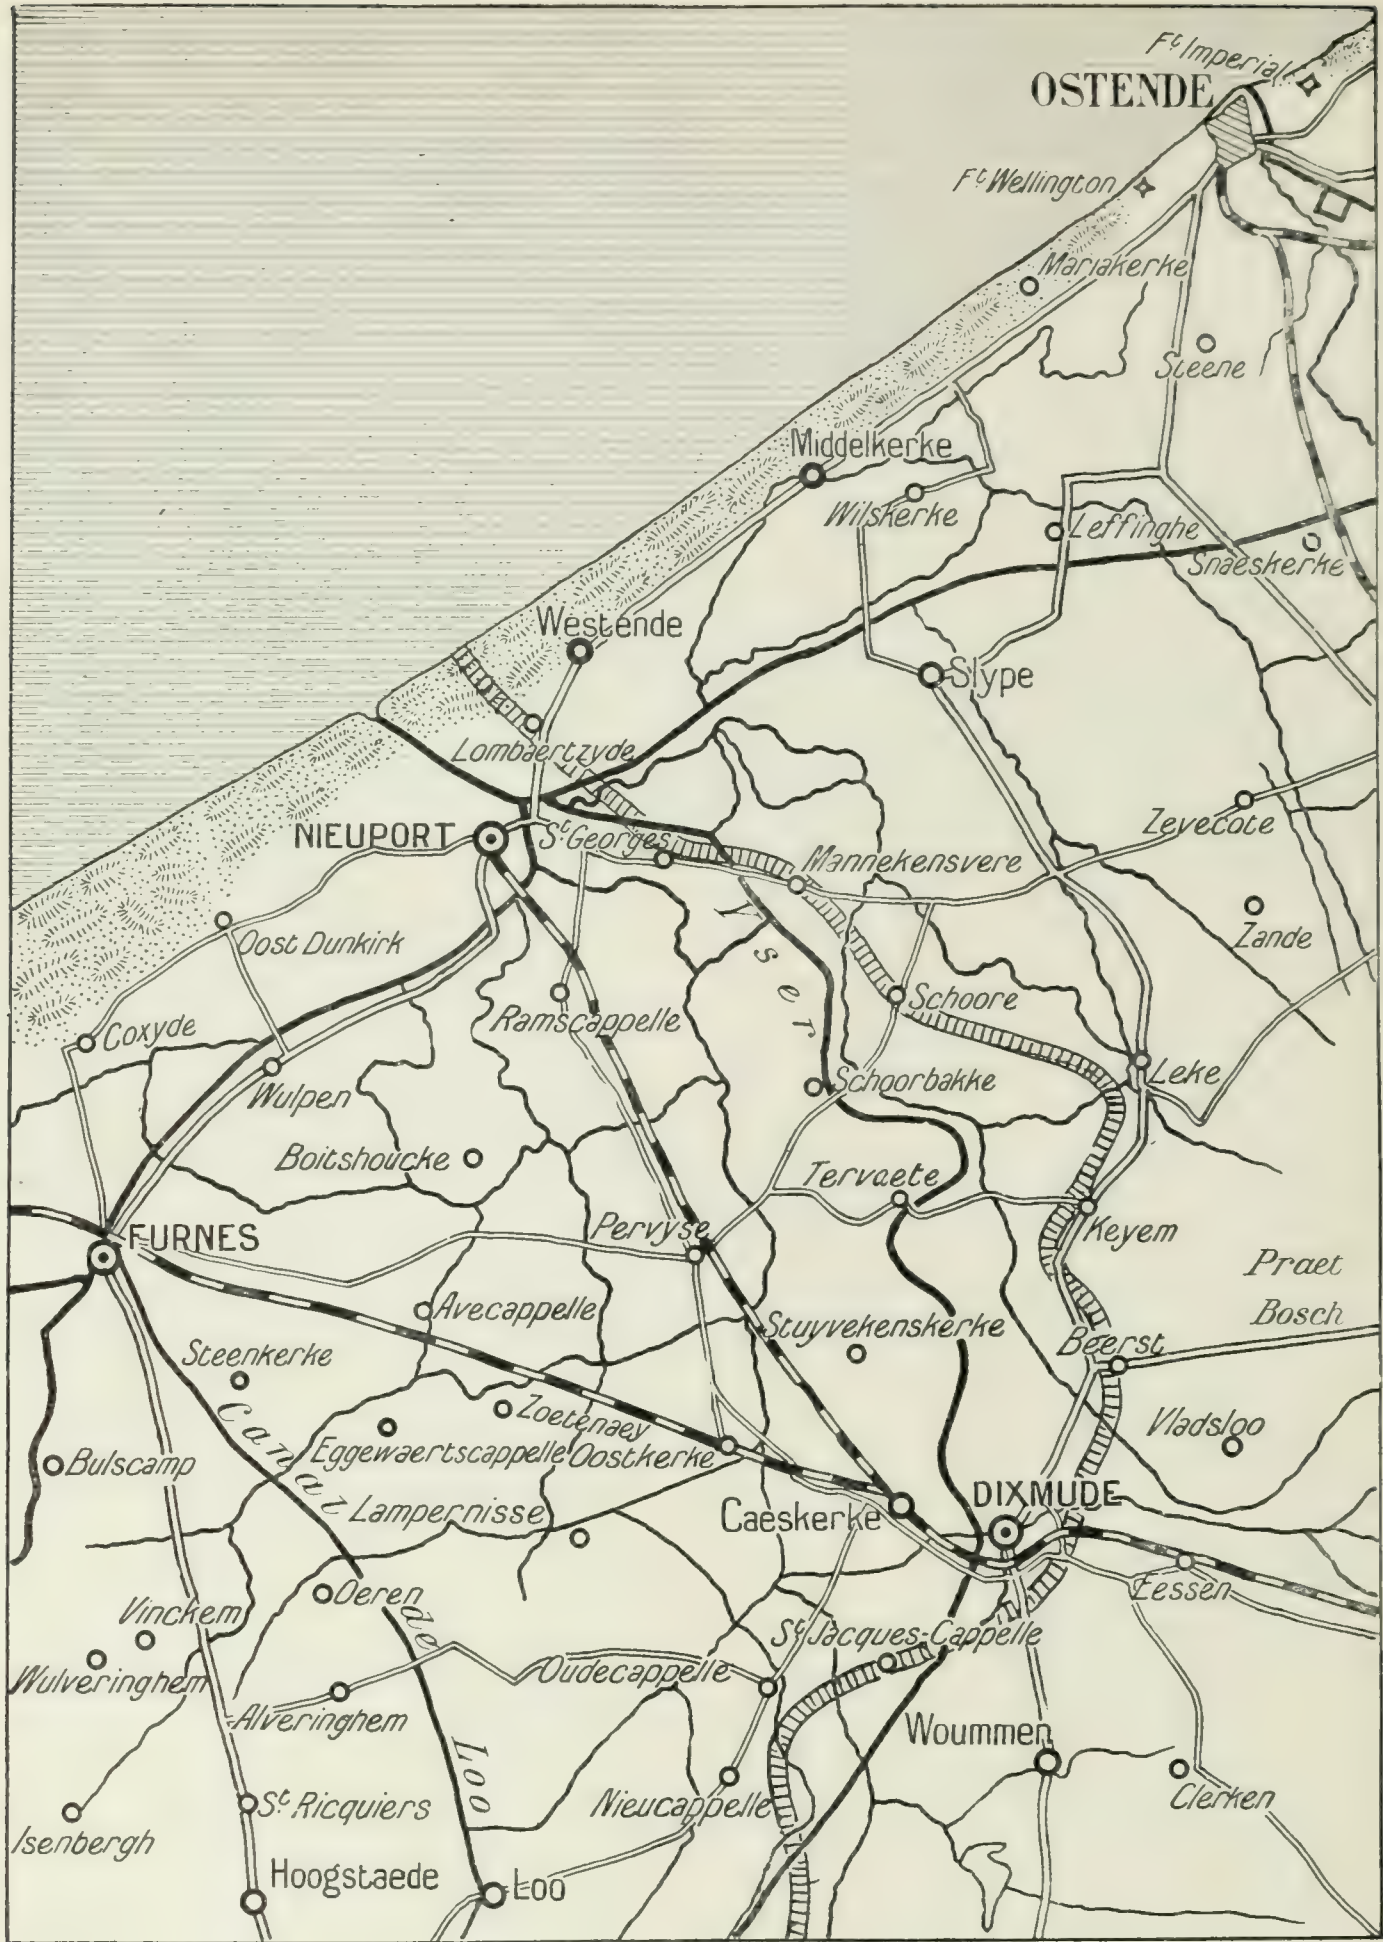 Fᵗ Imperial
OSTENDE
Fᵗ Wellington
Mariakerke
Steene
Middelkerke
Wilskerke
Leffinghe
Snaeskerke
Westende
Slype
Lombaertzyde
Zevecote
NIEUPORT
Sᵗ Georges
Mannekensvere
Zande
Oost Dunkirk
Yser
Schoore
Coxyde
Ramscappelle
Leke
Wulpen
Schoorbakke
Boitshoucke
Tervaete
FURNES
Pervyse
Keyem
Praet
Bosch
Avecappelle
Stuyvekenskerke
Beerst
Steenkerke
Zoetenaey
Vladsloo
Bulscamp
Eggewaertscappelle
Oostkerke
Canal de Loo
Lampernisse
Caeskerke
DIXMUDE
Oeren
Eessen
Vinckem
Sᵗ Jacques-Cappelle
Wulveringhem
Oudecappelle
Alveringhem
Woummen
Sᵗ Ricquiers
Nieucappelle
Clerken
Isenbergh
Hoogstaede
Loo